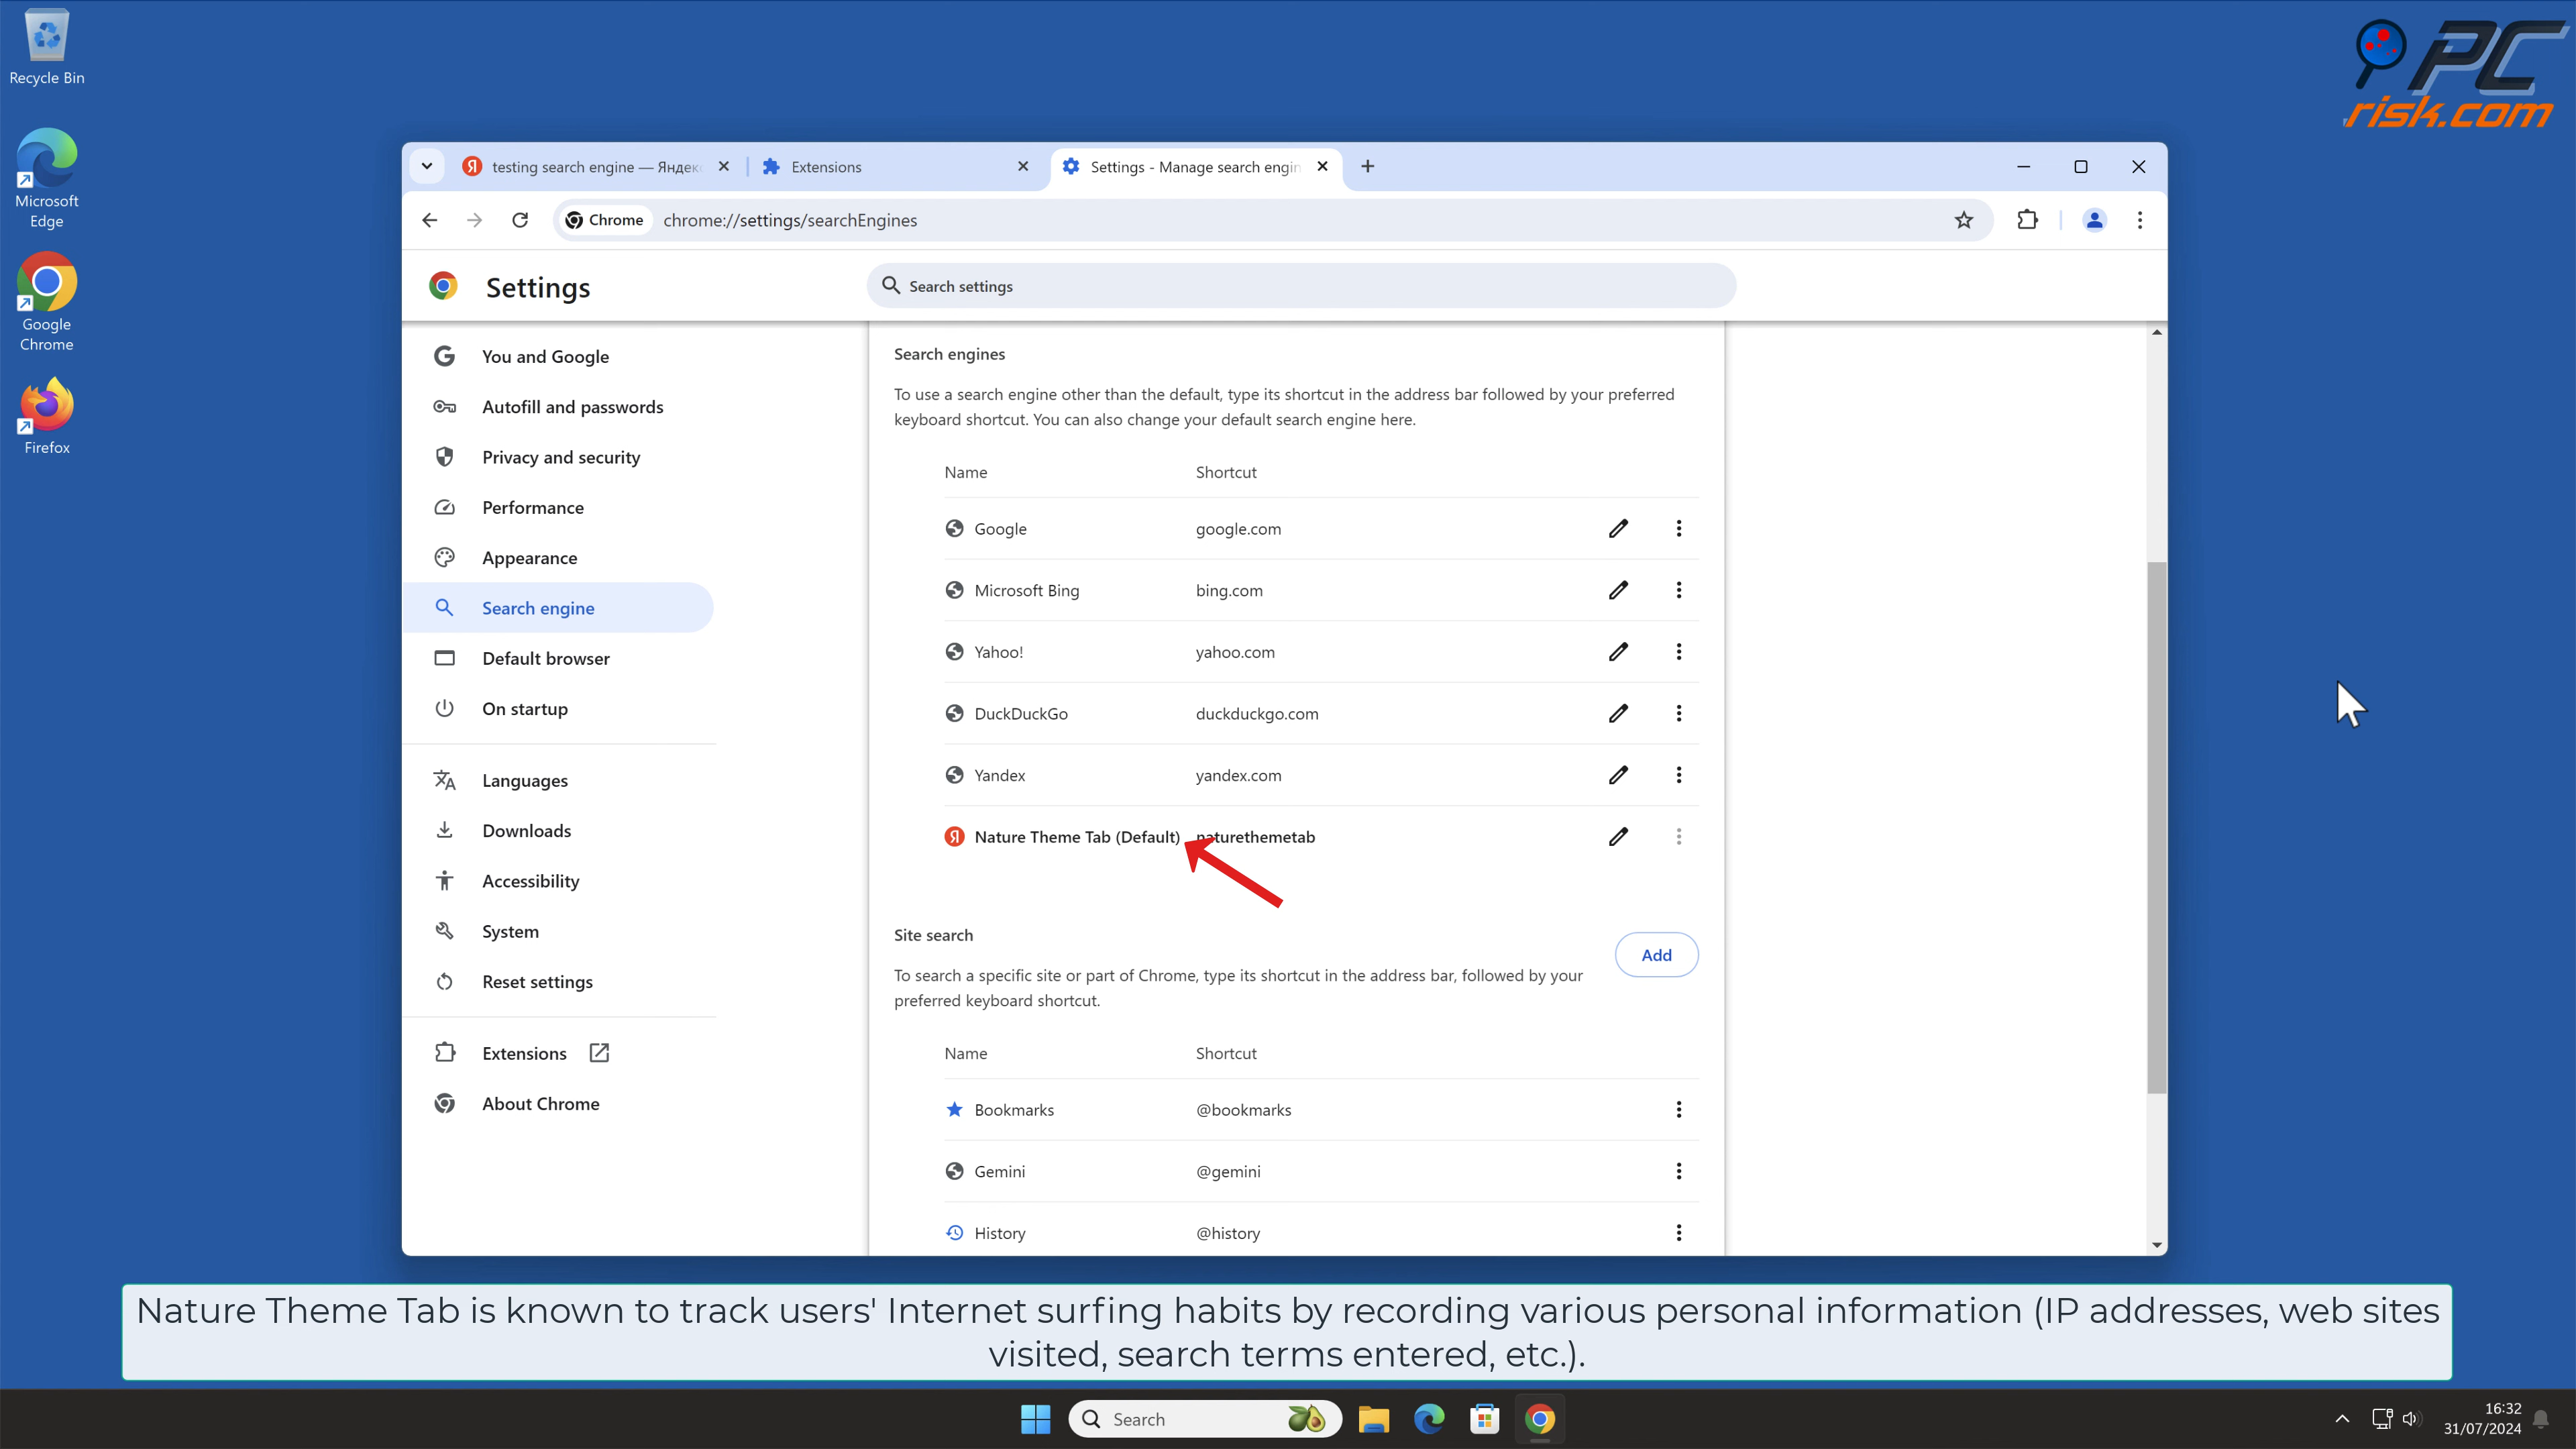 Recycle Bin
Microsoft
Edge
Google
Chrome
Firefox
PC
risk.com
testing search engine — Яндекс
Extensions
Settings - Manage search engin
Chrome
chrome://settings/searchEngines
Settings
Search settings
You and Google
Autofill and passwords
Privacy and security
Performance
Appearance
Search engine
Default browser
On startup
Languages
Downloads
Accessibility
System
Reset settings
Extensions
About Chrome
Search engines
To use a search engine other than the default, type its shortcut in the address bar followed by your preferred
keyboard shortcut. You can also change your default search engine here.
Name Shortcut
Google google.com
Microsoft Bing bing.com
Yahoo! yahoo.com
DuckDuckGo duckduckgo.com
Yandex yandex.com
Я Nature Theme Tab (Default) naturethemetab
Site search
Add
To search a specific site or part of Chrome, type its shortcut in the address bar, followed by your
preferred keyboard shortcut.
Name Shortcut
Bookmarks @bookmarks
Gemini @gemini
History @history
Nature Theme Tab is known to track users' Internet surfing habits by recording various personal information (IP addresses, web sites
visited, search terms entered, etc.).
Search
16:32
31/07/2024